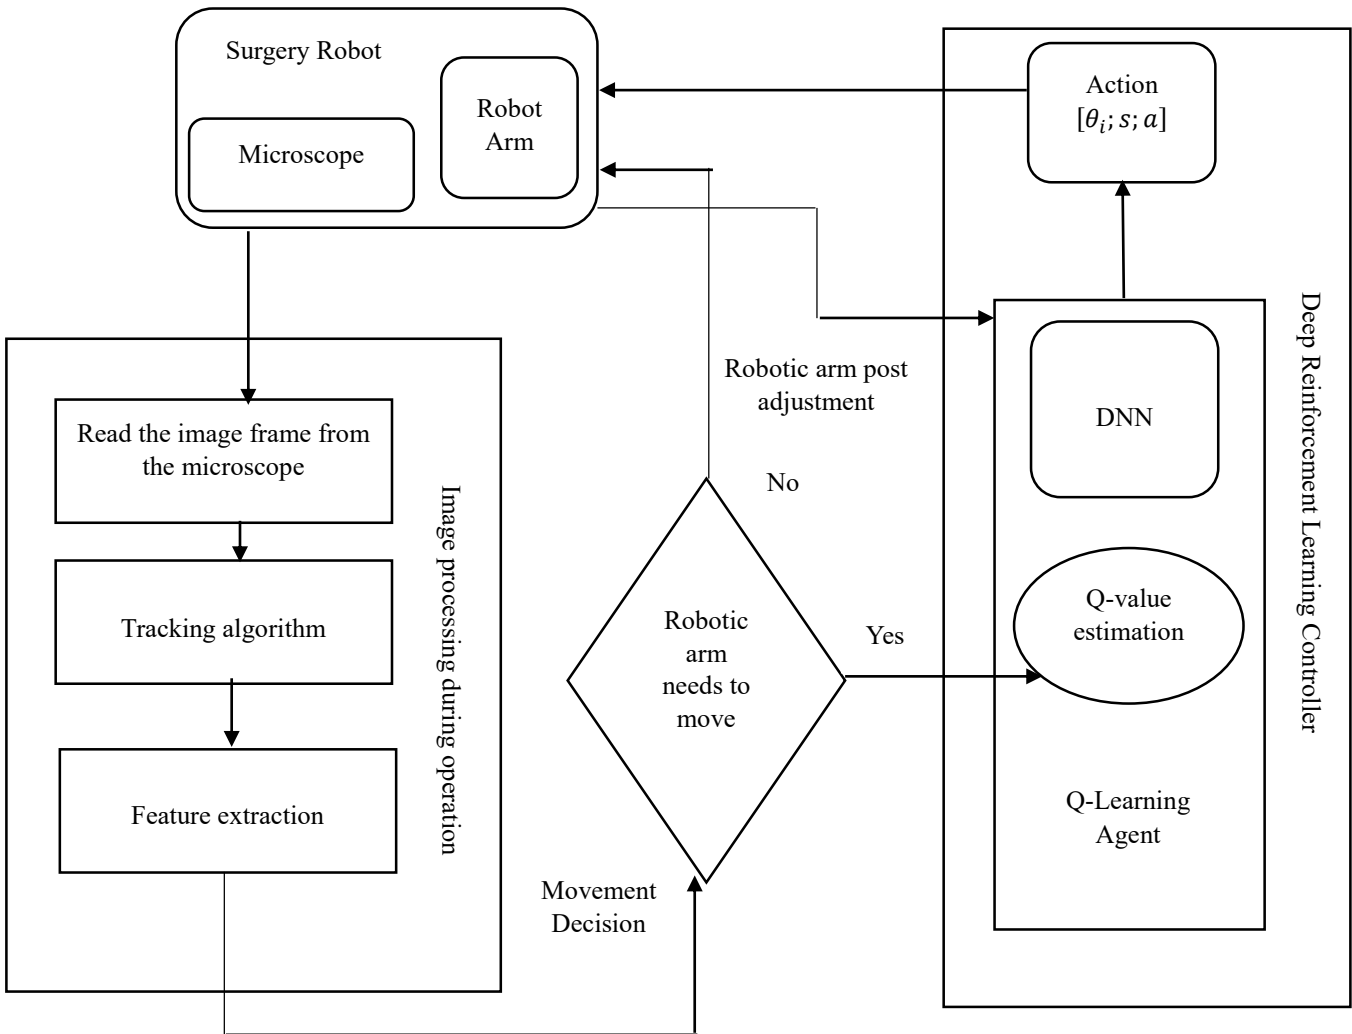 Surgery Robot
Robot
Arm
Microscope
Action
[𝜃ᵢ; 𝑠; 𝑎]
Read the image frame from
the microscope
Tracking algorithm
Feature extraction
Image processing during operation
Robotic arm post
adjustment
No
Robotic
arm
needs to
move
Yes
Movement
Decision
DNN
Q-value
estimation
Q-Learning
Agent
Deep Reinforcement Learning Controller